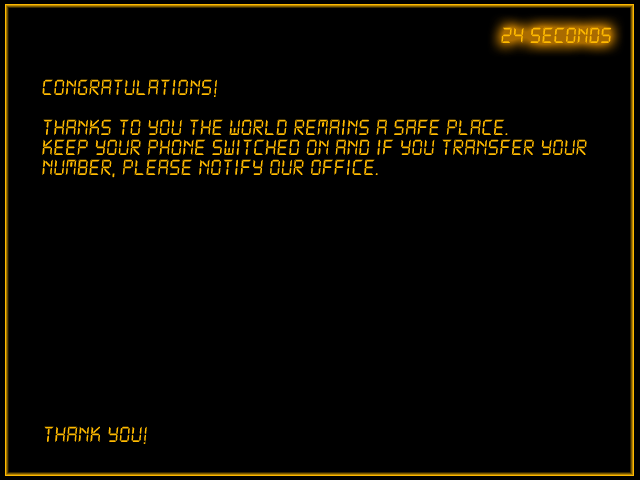 24 SECONDS
CONGRATULATIONS!
THANKS TO YOU THE WORLD REMAINS A SAFE PLACE.
KEEP YOUR PHONE SWITCHED ON AND IF YOU TRANSFER YOUR
NUMBER, PLEASE NOTIFY OUR OFFICE.
THANK YOU!